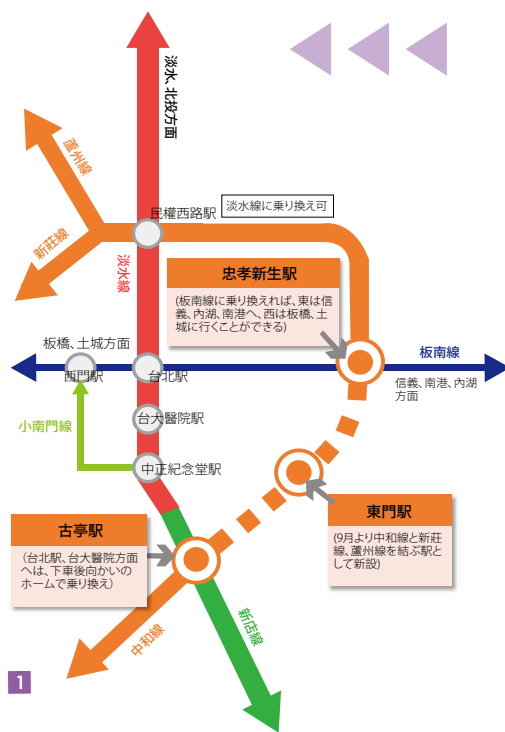 淡水、北投方面
蘆州線
新莊線
民權西路駅
淡水線に乗り換え可
淡水線
忠孝新生駅
(板南線に乗り換えれば、東は信
義、內湖、南港へ、西は板橋、土
城に行くことができる)
板橋、土城方面
西門駅
台北駅
板南線
信義、南港、內湖
方面
小南門線
台大醫院駅
中正紀念堂駅
古亭駅
(台北駅、台大醫院方面
へは、下車後向かいの
ホームで乗り換え)
東門駅
(9月より中和線と新莊
線、蘆州線を結ぶ駅と
して新設)
中和線
新店線
1